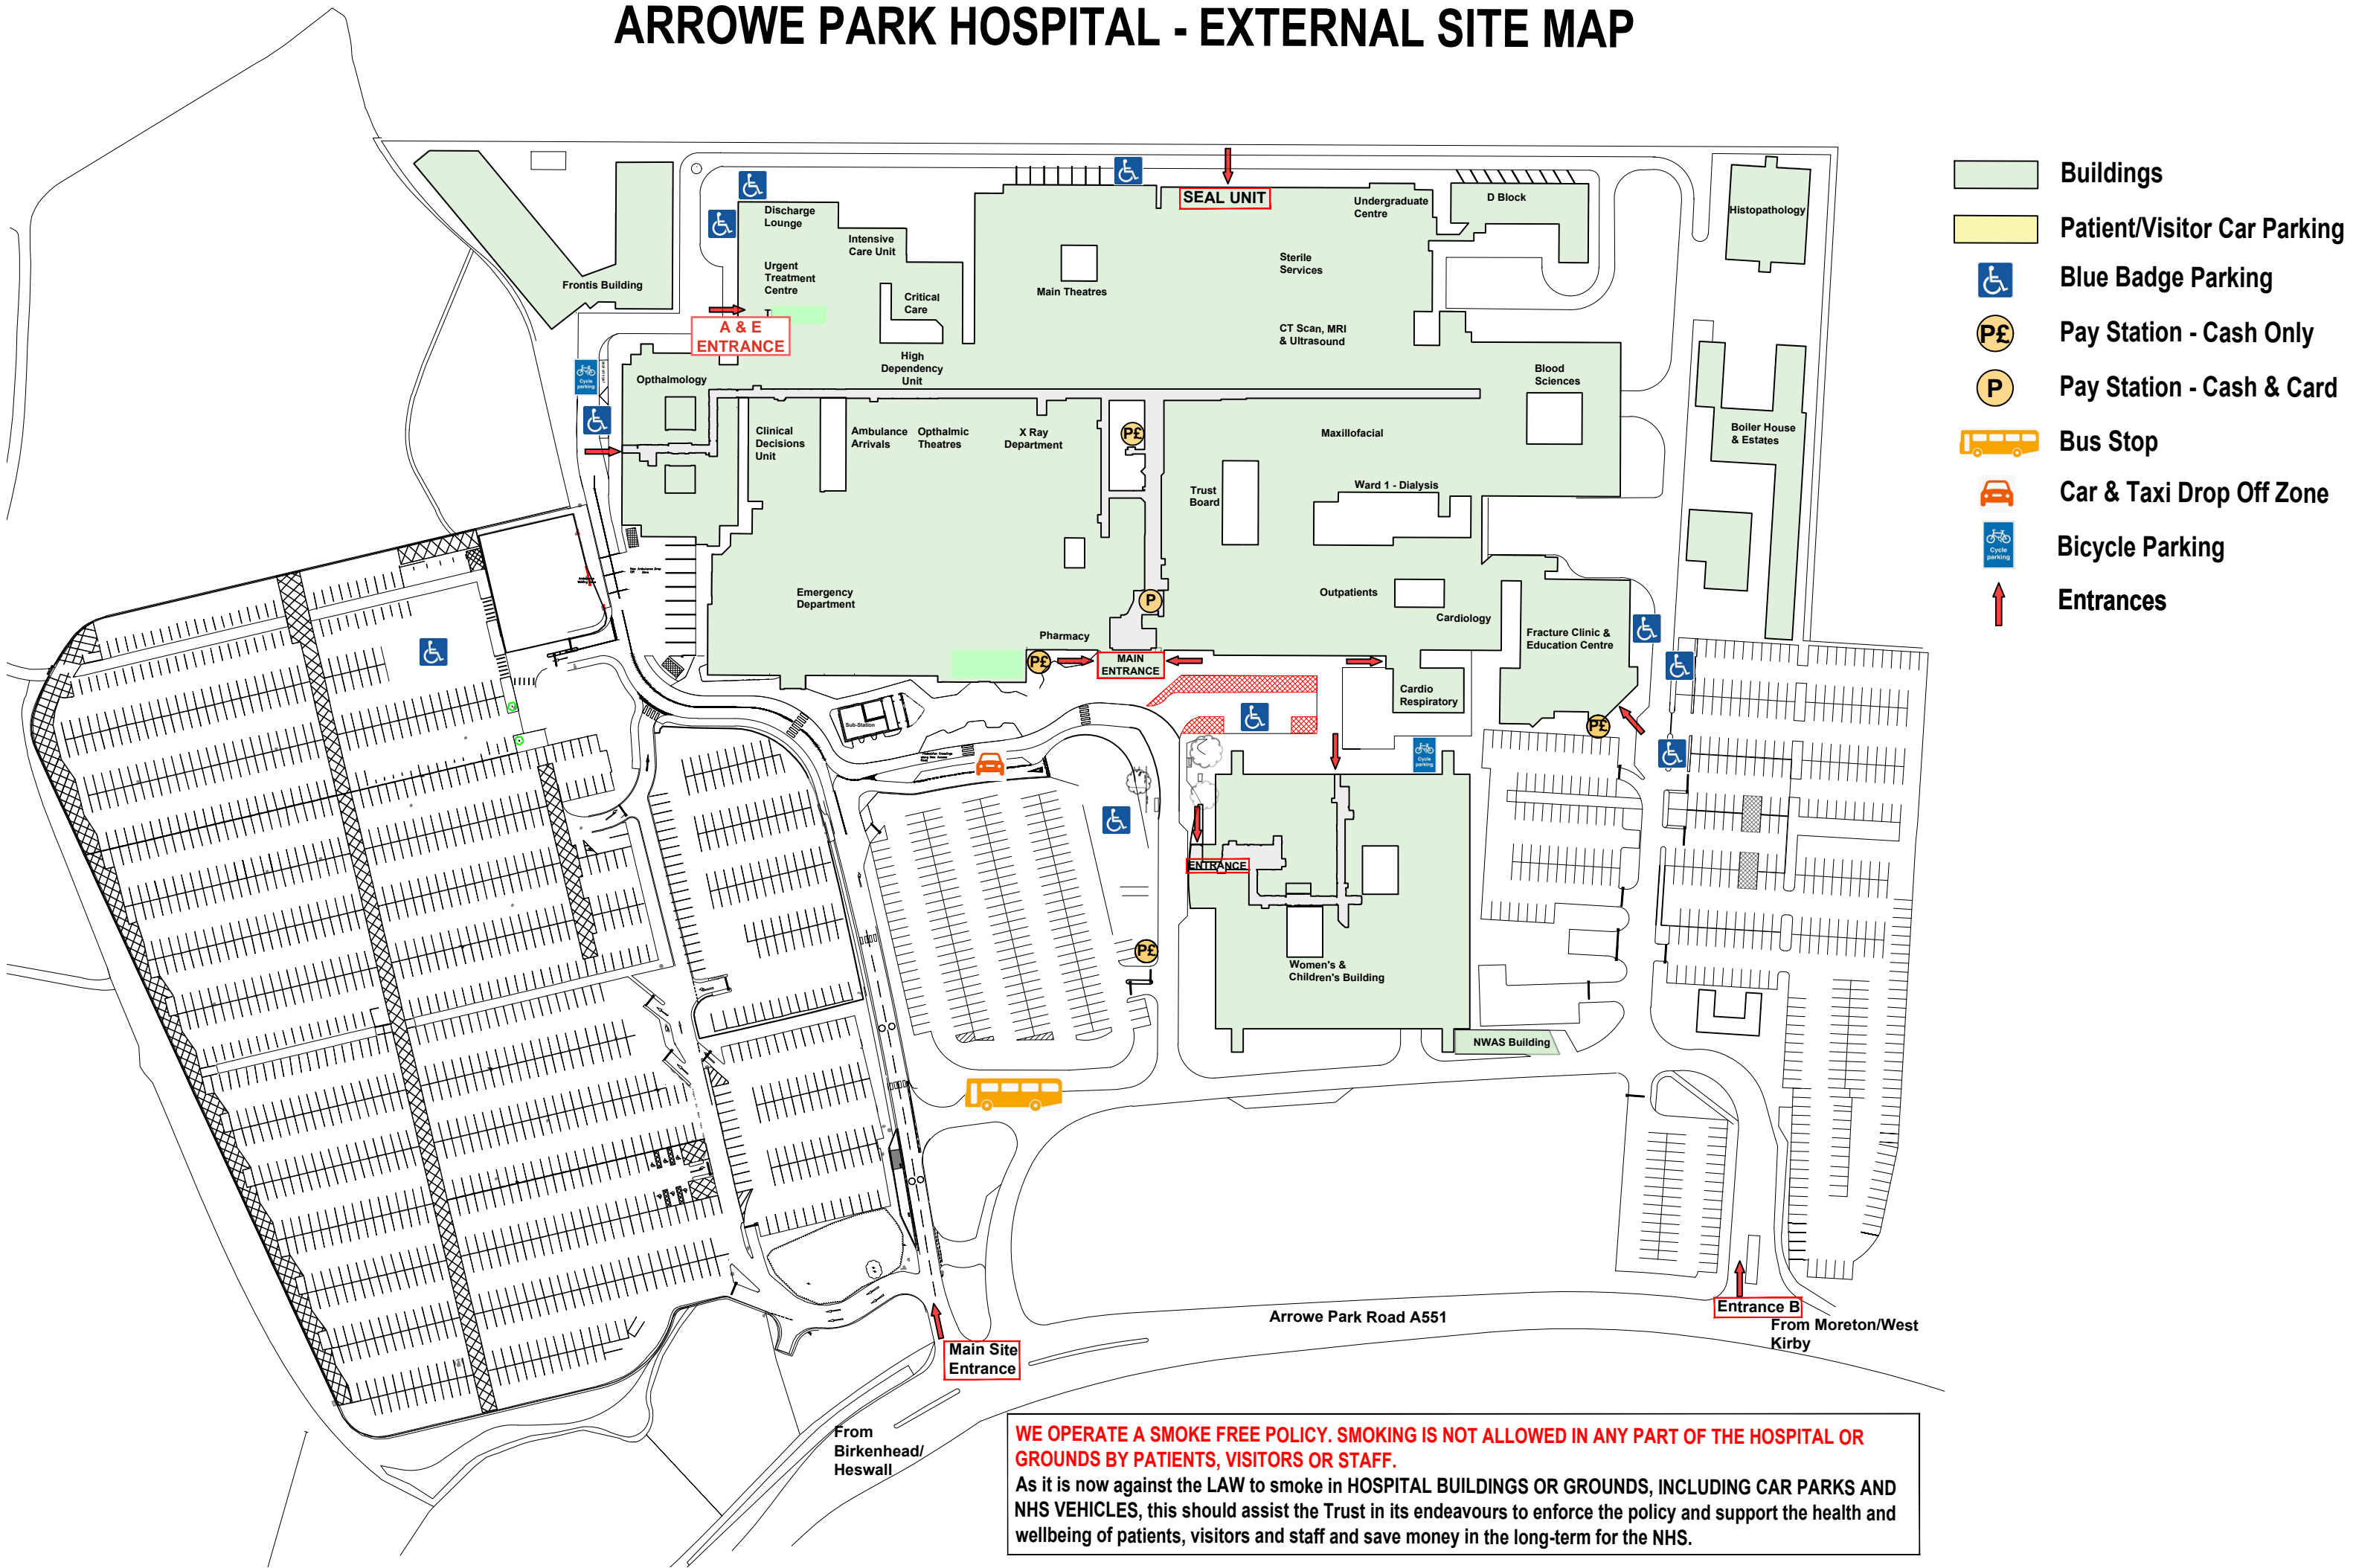 ARROWE PARK HOSPITAL - EXTERNAL SITE MAP
Buildings
Patient/Visitor Car Parking
Blue Badge Parking
P£
Pay Station - Cash Only
P
Pay Station - Cash & Card
Bus Stop
Car & Taxi Drop Off Zone
Cycle
parking
Bicycle Parking
Entrances
Frontis Building
Discharge
Lounge
Intensive
Care Unit
Urgent
Treatment
Centre
Critical
Care
A & E
ENTRANCE
High
Dependency
Unit
Main Theatres
SEAL UNIT
Undergraduate
Centre
D Block
Sterile
Services
CT Scan, MRI
& Ultrasound
Histopathology
Cycle
parking
Opthalmology
Clinical
Decisions
Unit
Ambulance
Arrivals
Opthalmic
Theatres
X Ray
Department
P£
Maxillofacial
Blood
Sciences
Boiler House
& Estates
Trust
Board
Ward 1 - Dialysis
Emergency
Department
P
Outpatients
Cardiology
Fracture Clinic &
Education Centre
Pharmacy
P£
MAIN
ENTRANCE
Cardio
Respiratory
P£
Sub-Station
Cycle
parking
ENTRANCE
P£
Women's &
Children's Building
NWAS Building
Arrowe Park Road A551
Entrance B
From Moreton/West
Kirby
Main Site
Entrance
From
Birkenhead/
Heswall
WE OPERATE A SMOKE FREE POLICY. SMOKING IS NOT ALLOWED IN ANY PART OF THE HOSPITAL OR
GROUNDS BY PATIENTS, VISITORS OR STAFF.
As it is now against the LAW to smoke in HOSPITAL BUILDINGS OR GROUNDS, INCLUDING CAR PARKS AND
NHS VEHICLES, this should assist the Trust in its endeavours to enforce the policy and support the health and
wellbeing of patients, visitors and staff and save money in the long-term for the NHS.